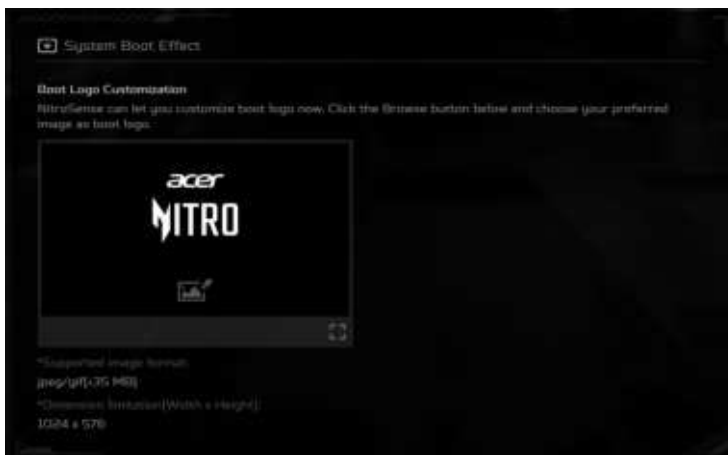 System Boot Effect
Boot Logo Customization
NitroSense can let you customize boot logo now. Click the Browse button below and choose your preferred
image as boot logo.
acer
NITRO
*Supported image format:
jpeg/gif(<35 MB)
*Dimension limitation(Width x Height):
1024 x 576